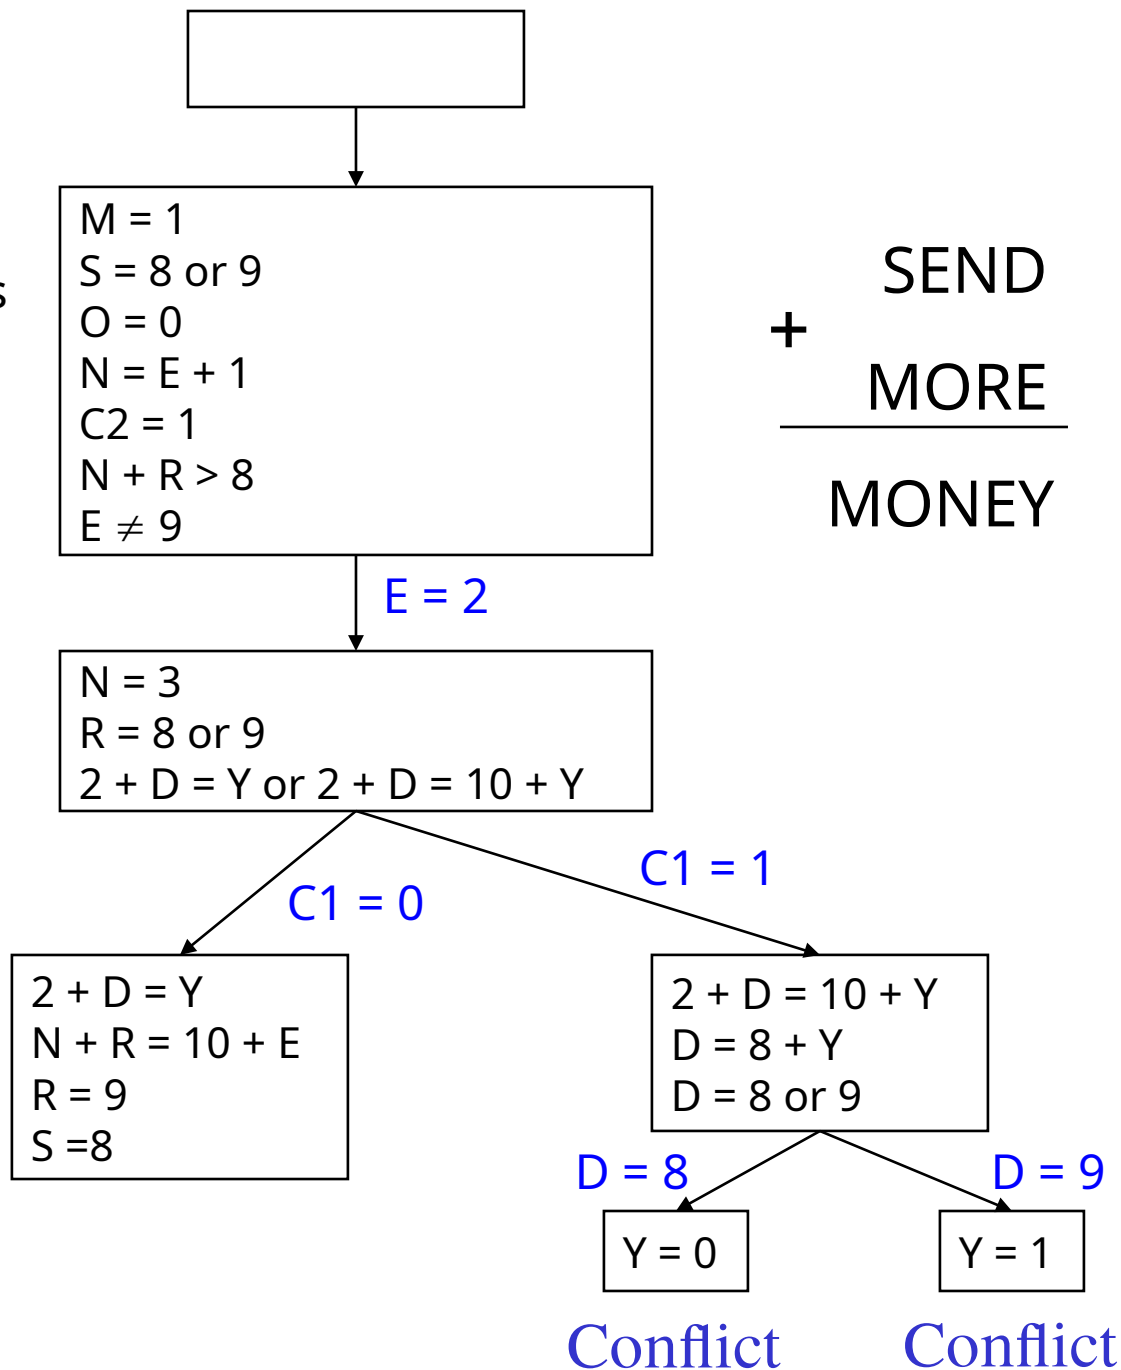 M = 1
S = 8 or 9
O = 0
N = E + 1
C2 = 1
N + R > 8
E ≠ 9
SEND
+
MORE
MONEY
E = 2
N = 3
R = 8 or 9
2 + D = Y or 2 + D = 10 + Y
C1 = 0
C1 = 1
2 + D = Y
N + R = 10 + E
R = 9
S =8
2 + D = 10 + Y
D = 8 + Y
D = 8 or 9
D = 8
D = 9
Y = 0
Y = 1
Conflict
Conflict